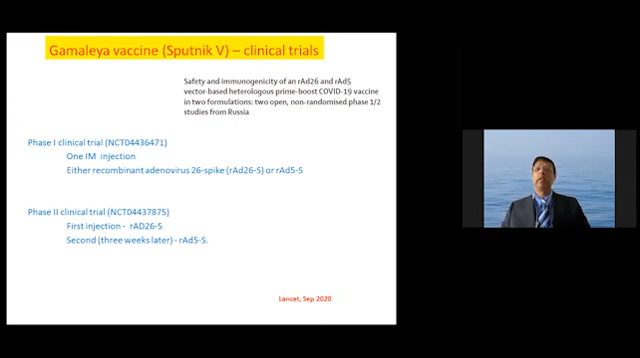 Gamaleya vaccine (Sputnik V) – clinical trials
Safety and immunogenicity of an rAd26 and rAd5
vector-based heterologous prime-boost COVID-19 vaccine
in two formulations: two open, non-randomised phase 1/2
studies from Russia
Phase I clinical trial (NCT04436471)
One IM injection
Either recombinant adenovirus 26-spike (rAd26-S) or rAd5-S
Phase II clinical trial (NCT04437875)
First injection - rAD26-S
Second (three weeks later) - rAd5-S.
Lancet, Sep 2020